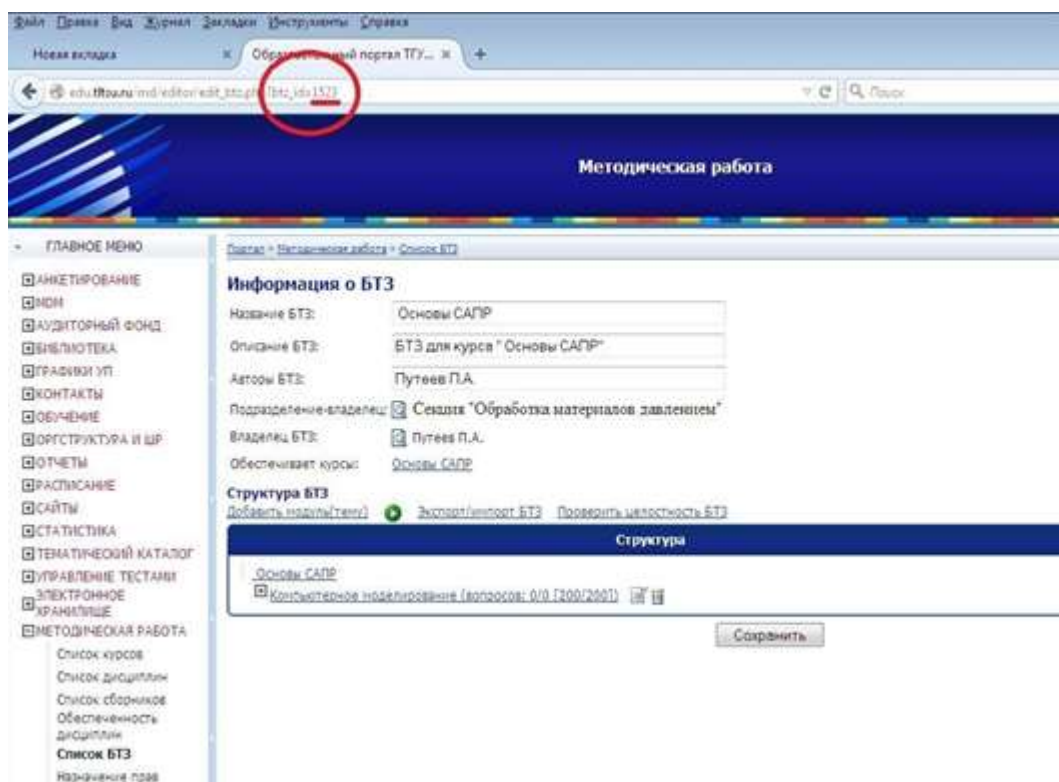 Файл Правка Вид Журнал Закладки Инструменты Справка
Новая вкладка
портал ТГУ...
edu.tltsu.ru/md/editor/edit_btz.php?btz_id=1523
Поиск
Методическая работа
ГЛАВНОЕ МЕНЮ
Портал » Методическая работа » Список БТЗ
АНКЕТИРОВАНИЕ
MDM
АУДИТОРНЫЙ ФОНД
БИБЛИОТЕКА
ГРАФИКИ УП
КОНТАКТЫ
ОБУЧЕНИЕ
ОРГСТРУКТУРА И ШР
ОТЧЕТЫ
РАСПИСАНИЕ
САЙТЫ
СТАТИСТИКА
ТЕМАТИЧЕСКИЙ КАТАЛОГ
УПРАВЛЕНИЕ ТЕСТАМИ
ЭЛЕКТРОННОЕ
ХРАНИЛИЩЕ
МЕТОДИЧЕСКАЯ РАБОТА
Список курсов
Список дисциплин
Список сборников
Обеспеченность
дисциплин
Список БТЗ
Назначение прав
Информация о БТЗ
Название БТЗ: Основы САПР
Описание БТЗ: БТЗ для курса " Основы САПР"
Авторы БТЗ: Путеев П.А.
Подразделение-владелец: Секция "Обработка материалов давлением"
Владелец БТЗ: Путеев П.А.
Обеспечивает курсы: Основы САПР
Структура БТЗ
Добавить модуль(тему) Экспорт/импорт БТЗ Проверить целостность БТЗ
Структура
Основы САПР
Компьютерное моделирование (вопросов: 0/0 [200/200])
Сохранить